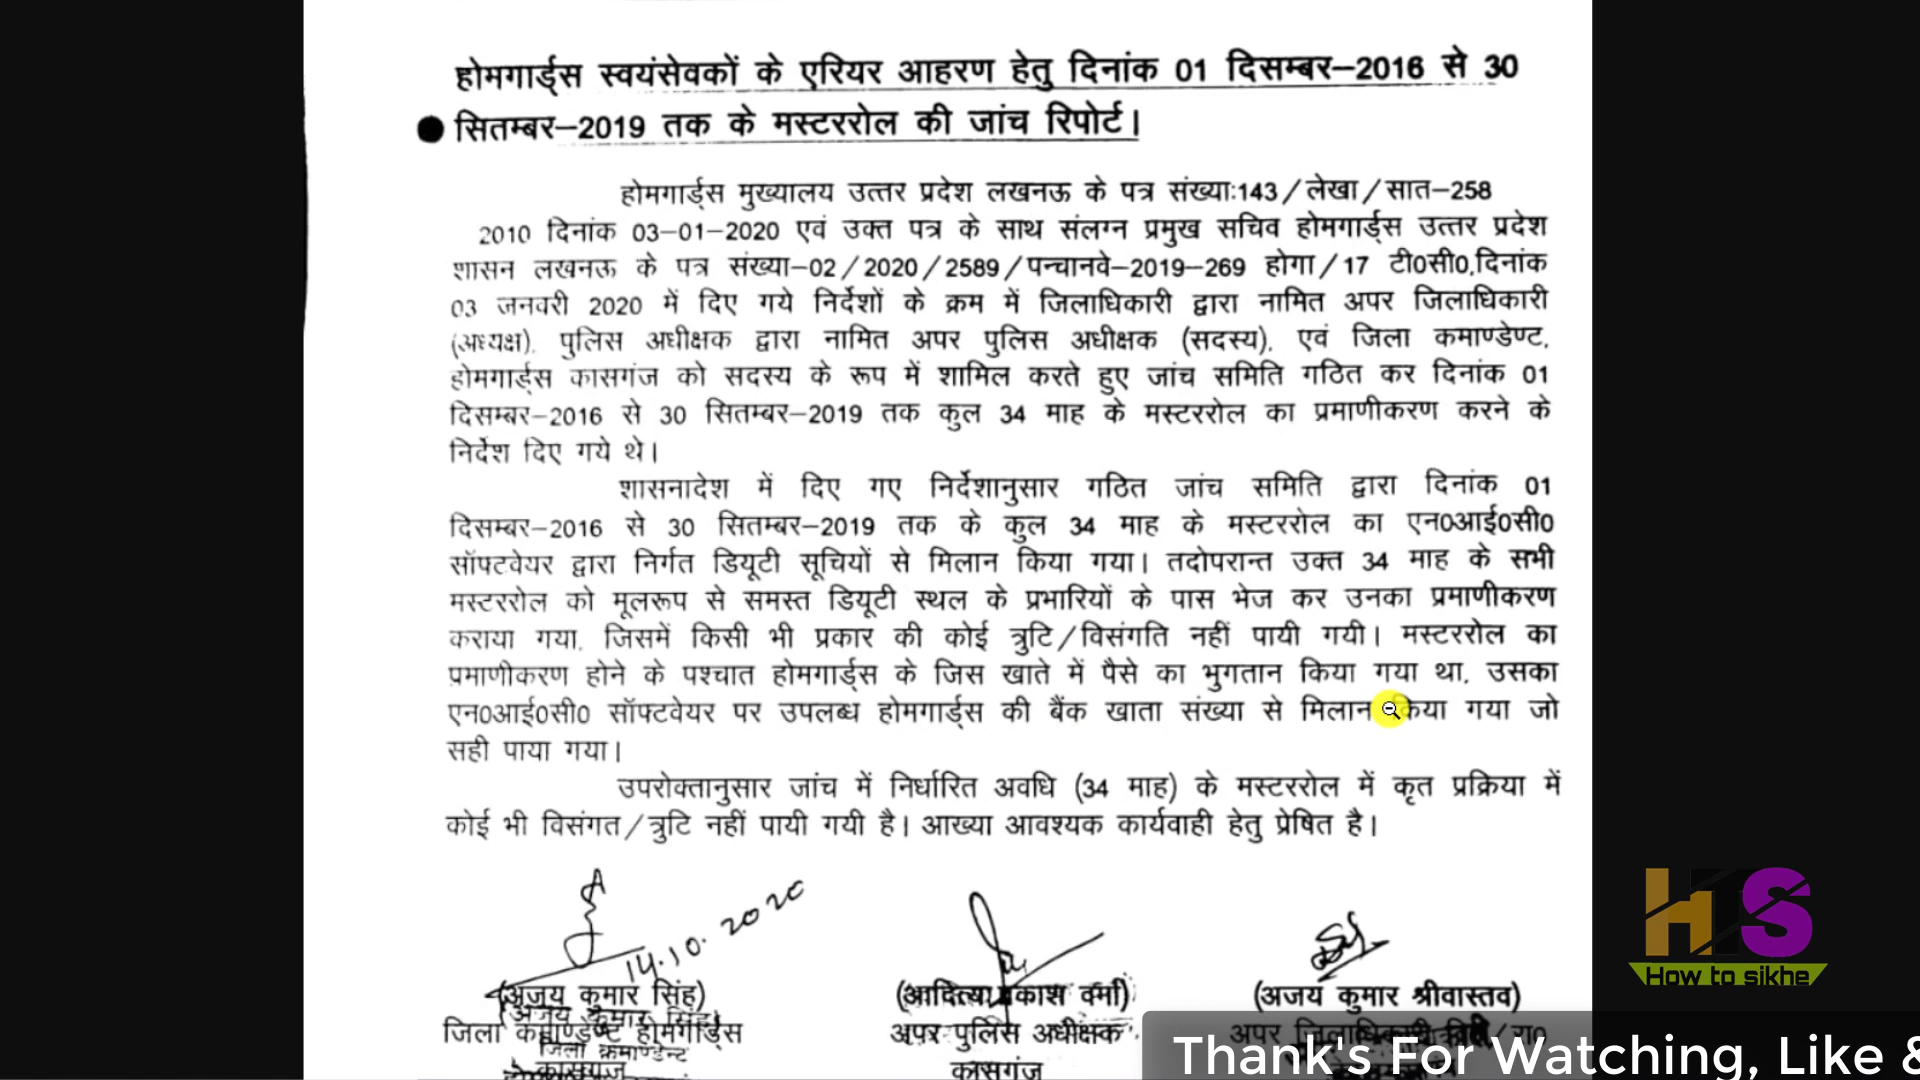 होमगार्ड्स स्वयंसेवकों के एरियर आहरण हेतु दिनांक 01 दिसम्बर–2016 से 30
सितम्बर–2019 तक के मस्टररोल की जांच रिपोर्ट।
होमगार्ड्स मुख्यालय उत्तर प्रदेश लखनऊ के पत्र संख्या:143/लेखा/सात–258
2010 दिनांक 03–01–2020 एवं उक्त पत्र के साथ संलग्न प्रमुख सचिव होमगार्ड्स उत्तर प्रदेश
शासन लखनऊ के पत्र संख्या–02/2020/2589/पन्चानवे–2019–269 होगा/17 टी0सी0,दिनांक
03 जनवरी 2020 में दिए गये निर्देशों के क्रम में जिलाधिकारी द्वारा नामित अपर जिलाधिकारी
(अध्यक्ष), पुलिस अधीक्षक द्वारा नामित अपर पुलिस अधीक्षक (सदस्य), एवं जिला कमाण्डेण्ट,
होमगार्ड्स कासगंज को सदस्य के रूप में शामिल करते हुए जांच समिति गठित कर दिनांक 01
दिसम्बर–2016 से 30 सितम्बर–2019 तक कुल 34 माह के मस्टररोल का प्रमाणीकरण करने के
निर्देश दिए गये थे।
शासनादेश में दिए गए निर्देशानुसार गठित जांच समिति द्वारा दिनांक 01
दिसम्बर–2016 से 30 सितम्बर–2019 तक के कुल 34 माह के मस्टररोल का एन0आई0सी0
सॉफ्टवेयर द्वारा निर्गत डियूटी सूचियों से मिलान किया गया। तदोपरान्त उक्त 34 माह के सभी
मस्टररोल को मूलरूप से समस्त डियूटी स्थल के प्रभारियों के पास भेज कर उनका प्रमाणीकरण
कराया गया, जिसमें किसी भी प्रकार की कोई त्रुटि/विसंगति नहीं पायी गयी। मस्टररोल का
प्रमाणीकरण होने के पश्चात होमगार्ड्स के जिस खाते में पैसे का भुगतान किया गया था, उसका
एन0आई0सी0 सॉफ्टवेयर पर उपलब्ध होमगार्ड्स की बैंक खाता संख्या से मिलान किया गया जो
सही पाया गया।
उपरोक्तानुसार जांच में निर्धारित अवधि (34 माह) के मस्टररोल में कृत प्रक्रिया में
कोई भी विसंगत/त्रुटि नहीं पायी गयी है। आख्या आवश्यक कार्यवाही हेतु प्रेषित है।
14.10.2020
(अजय कुमार सिंह) (आदित्य प्रकाश वर्मा) (अजय कुमार श्रीवास्तव)
(अजय कुमार सिंह)
जिला कमाण्डेण्ट होमगार्ड्स अपर पुलिस अधीक्षक अपर जिलाधिकारी /रा0
जिला कमान्डेन्ट
कासगंज कासगंज
HTS
How to sikhe
Thank's For Watching, Like &